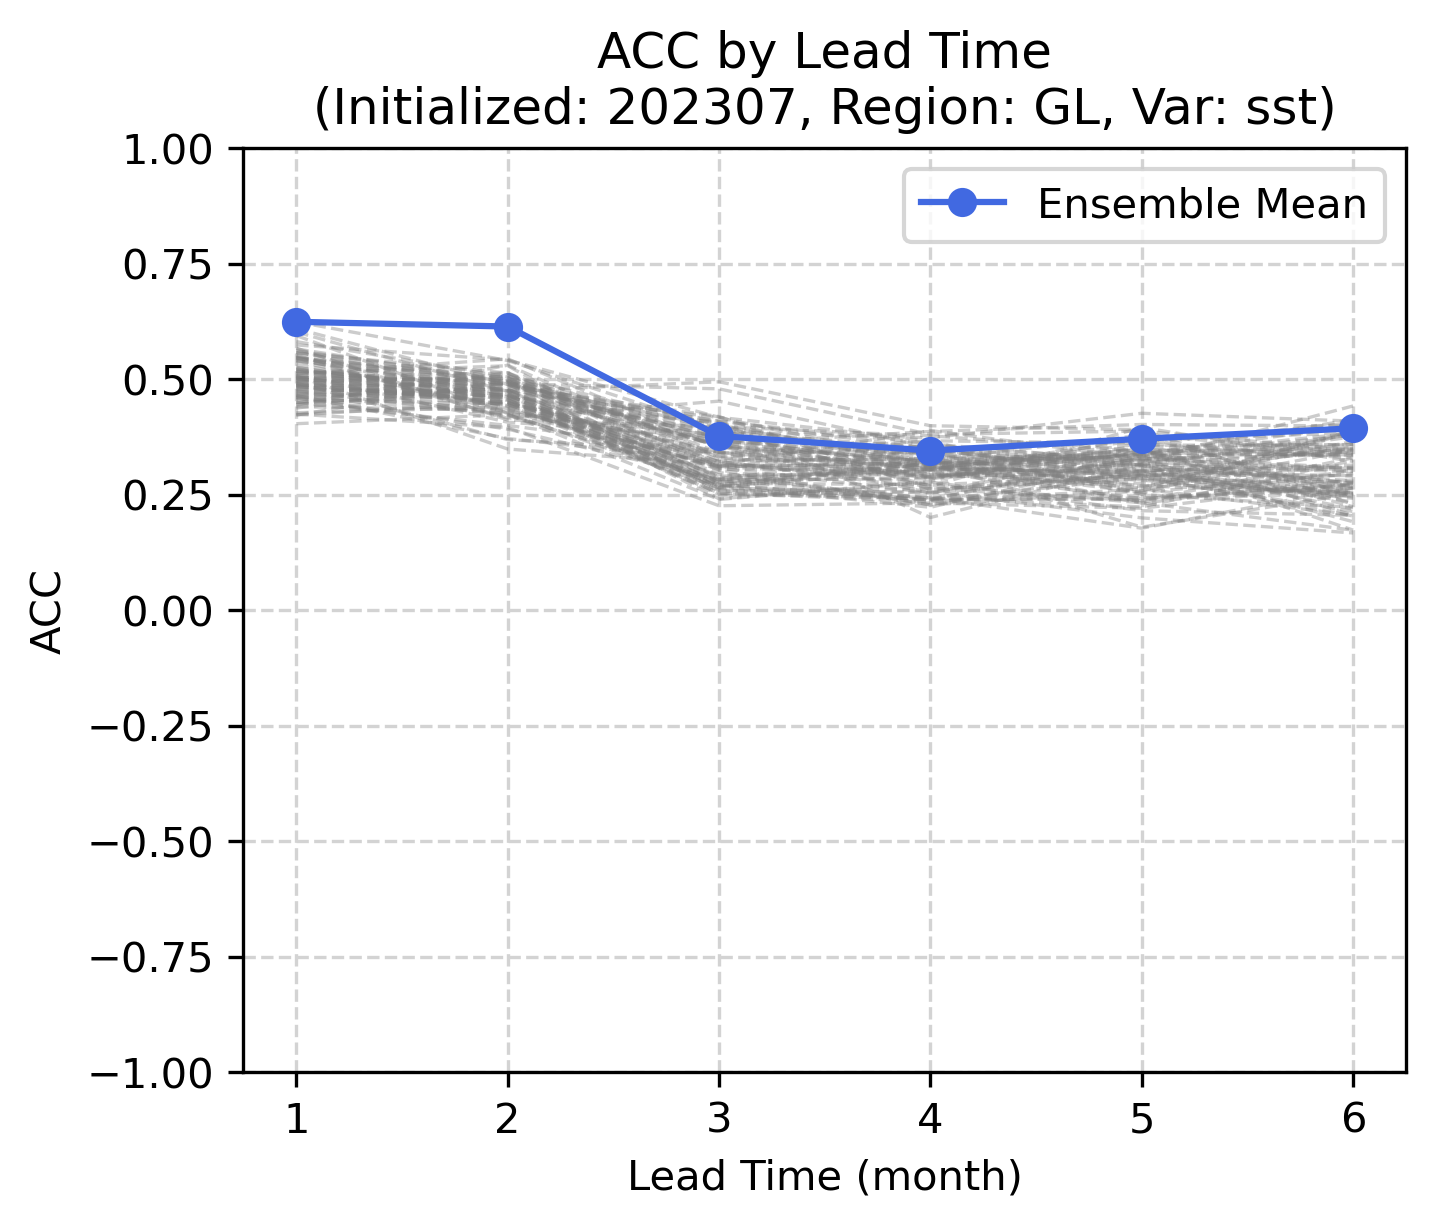 ACC by Lead Time
(Initialized: 202307, Region: GL, Var: sst)
Ensemble Mean
1.00
0.75
0.50
0.25
0.00
−0.25
−0.50
−0.75
−1.00
ACC
1 2 3 4 5 6
Lead Time (month)